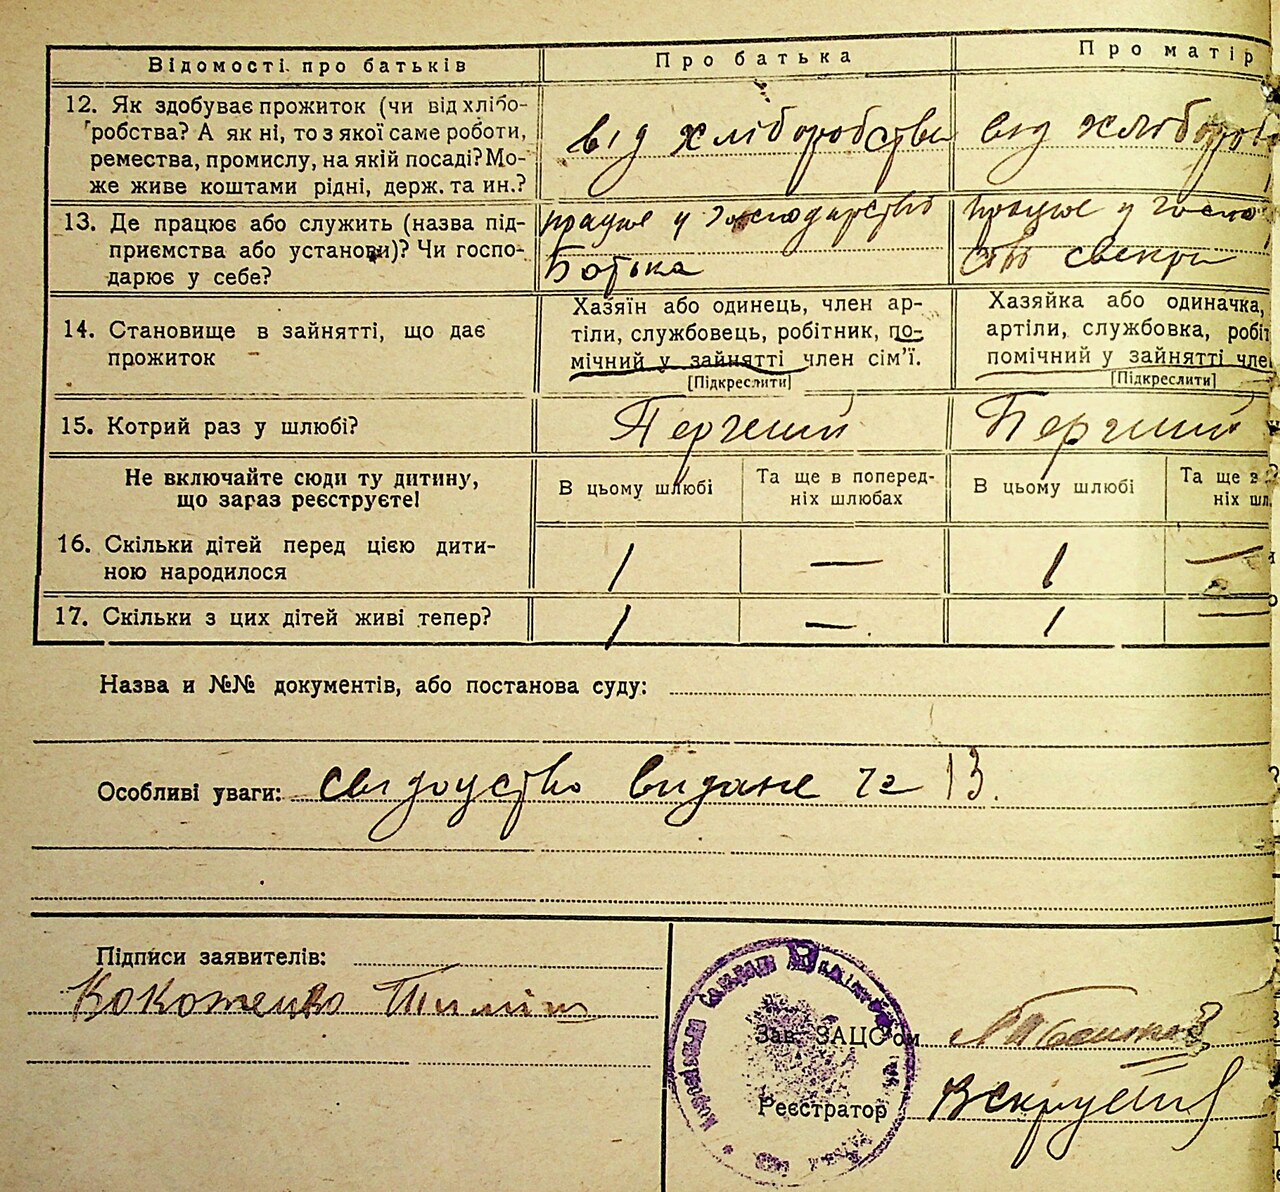 Відомості про батьків
Про батька
Про матір
12. Як здобуває прожиток (чи від хлібо-
робства? А як ні, то з якої саме роботи,
ремества, промислу, на якій посаді? Мо-
же живе коштами рідні, держ. та ин.?
від хліборобства
від хлібороб
13. Де працює або служить (назва під-
приємства або установи)? Чи госпо-
дарює у себе?
працює у господарство
Батька
працює у госпо
стві свекри
14. Становище в зайнятті, що дає
прожиток
Хазяїн або одинець, член ар-
тіли, службовець, робітник, по-
мічний у зайнятті член сім'ї.
[Підкреслити]
Хазяйка або одиначка,
артіли, службовка, робіт
помічний у зайнятті чле
[Підкреслити]
15. Котрий раз у шлюбі?
Перший
Перший
Не включайте сюди ту дитину,
що зараз реєструєте!
В цьому шлюбі
Та ще в поперед-
ніх шлюбах
В цьому шлюбі
Та ще в
ніх шл
16. Скільки дітей перед цією дити-
ною народилося
1 — 1 —
17. Скільки з цих дітей живі тепер?
1 — 1 —
Назва и №№ документів, або постанова суду:
Особливі уваги: свидоцтво видане за 13.
Підписи заявителів:
Тиміш
Зав. ЗАЦС'ом
Реєстратор